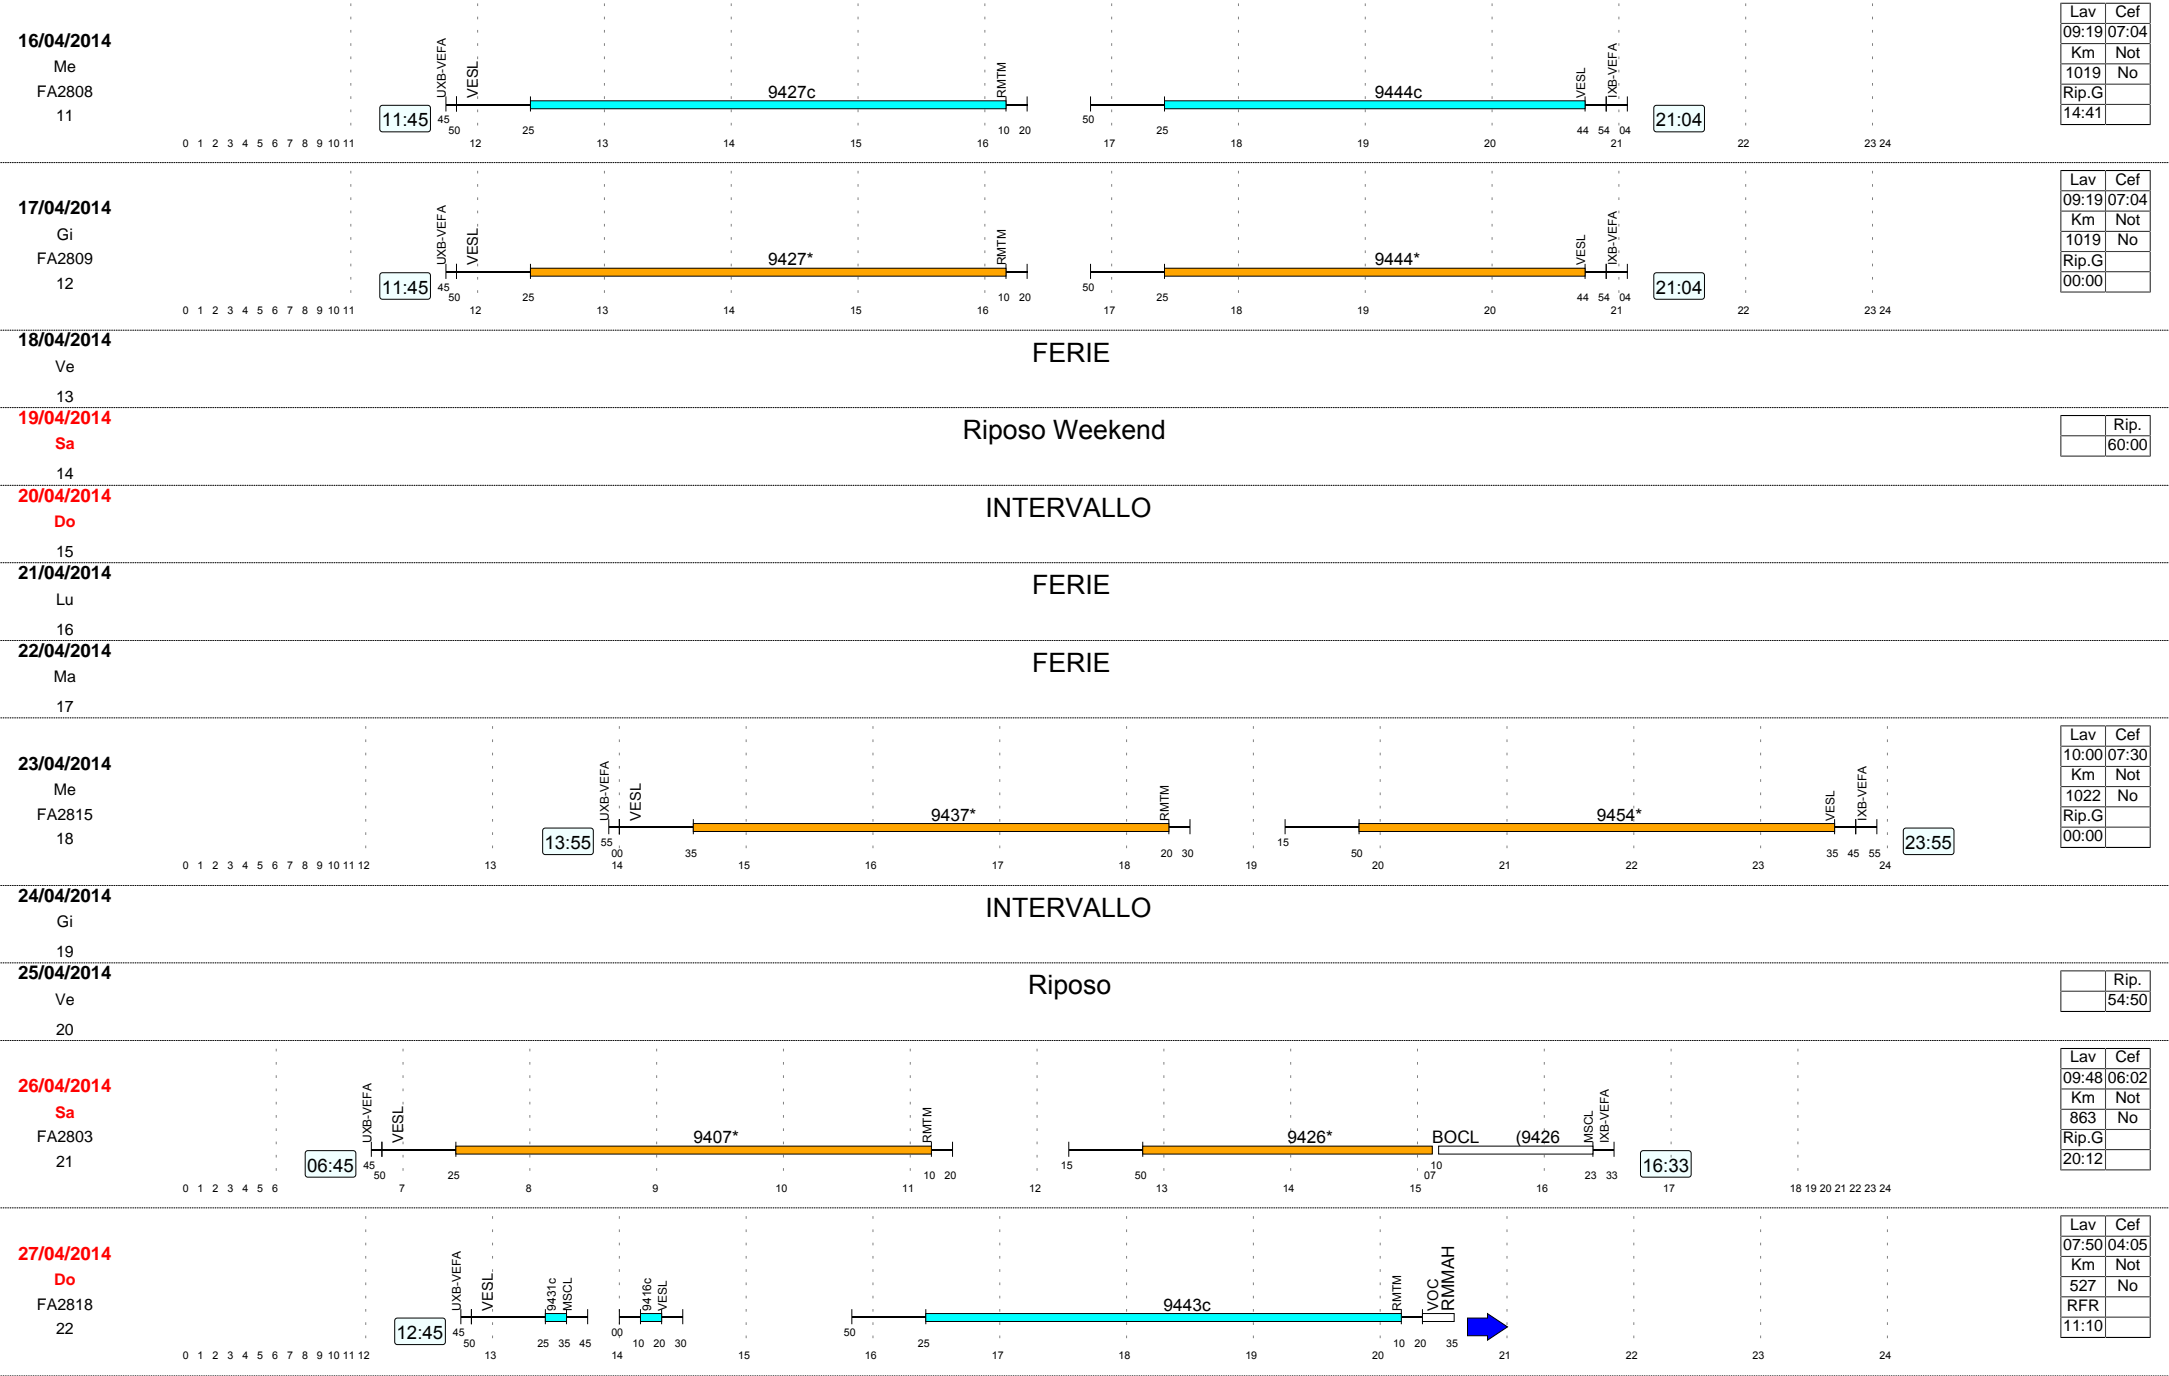 16/04/2014
Me
FA2808
11
11:45
UXB-VEFA
VESL
9427c
RMTM
9444c
VESL
IXB-VEFA
21:04
45 50 25 10 20 50 25 44 54 04
0 1 2 3 4 5 6 7 8 9 10 11 12 13 14 15 16 17 18 19 20 21 22 23 24
Lav Cef
09:19 07:04
Km Not
1019 No
Rip.G
14:41
17/04/2014
Gi
FA2809
12
11:45
UXB-VEFA
VESL
9427*
RMTM
9444*
VESL
IXB-VEFA
21:04
45 50 25 10 20 50 25 44 54 04
0 1 2 3 4 5 6 7 8 9 10 11 12 13 14 15 16 17 18 19 20 21 22 23 24
Lav Cef
09:19 07:04
Km Not
1019 No
Rip.G
00:00
18/04/2014
Ve
13
FERIE
19/04/2014
Sa
14
Riposo Weekend
Rip.
60:00
20/04/2014
Do
15
INTERVALLO
21/04/2014
Lu
16
FERIE
22/04/2014
Ma
17
FERIE
23/04/2014
Me
FA2815
18
13:55
UXB-VEFA
VESL
9437*
RMTM
9454*
VESL
IXB-VEFA
23:55
55 00 35 20 30 15 50 35 45 55
0 1 2 3 4 5 6 7 8 9 10 11 12 13 14 15 16 17 18 19 20 21 22 23 24
Lav Cef
10:00 07:30
Km Not
1022 No
Rip.G
00:00
24/04/2014
Gi
19
INTERVALLO
25/04/2014
Ve
20
Riposo
Rip.
54:50
26/04/2014
Sa
FA2803
21
06:45
UXB-VEFA
VESL
9407*
RMTM
9426*
BOCL
(9426
MSCL
IXB-VEFA
16:33
45 50 25 10 20 15 50 07 10 23 33
0 1 2 3 4 5 6 7 8 9 10 11 12 13 14 15 16 17 18 19 20 21 22 23 24
Lav Cef
09:48 06:02
Km Not
863 No
Rip.G
20:12
27/04/2014
Do
FA2818
22
12:45
UXB-VEFA
VESL
9431c
MSCL
9416c
VESL
9443c
RMTM
VOC
RMMAH
45 50 25 35 45 00 10 20 30 50 25 10 20 35
0 1 2 3 4 5 6 7 8 9 10 11 12 13 14 15 16 17 18 19 20 21 22 23 24
Lav Cef
07:50 04:05
Km Not
527 No
RFR
11:10